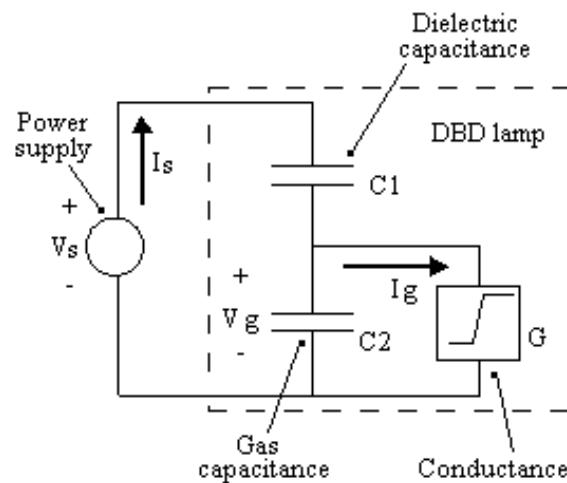 Dielectric
capacitance
Power
supply
DBD lamp
Is
C1
+
Vs
-
+
Ig
Vg
C2
G
-
Gas
capacitance
Conductance